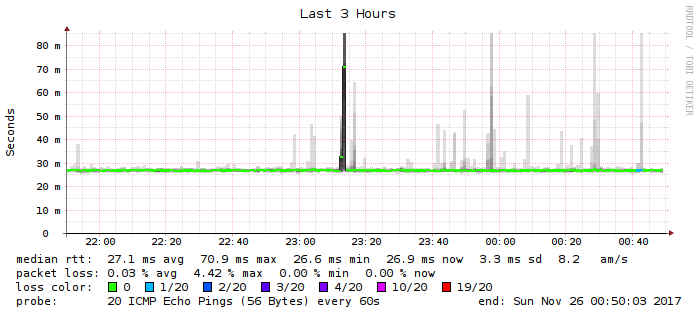 Last 3 Hours
RRDTOOL / TOBI OETIKER
Seconds
80 m
70 m
60 m
50 m
40 m
30 m
20 m
10 m
0
22:00 22:20 22:40 23:00 23:20 23:40 00:00 00:20 00:40
median rtt: 27.1 ms avg 70.9 ms max 26.6 ms min 26.9 ms now 3.3 ms sd 8.2 am/s
packet loss: 0.03 % avg 4.42 % max 0.00 % min 0.00 % now
loss color: 0 1/20 2/20 3/20 4/20 10/20 19/20
probe: 20 ICMP Echo Pings (56 Bytes) every 60s end: Sun Nov 26 00:50:03 2017